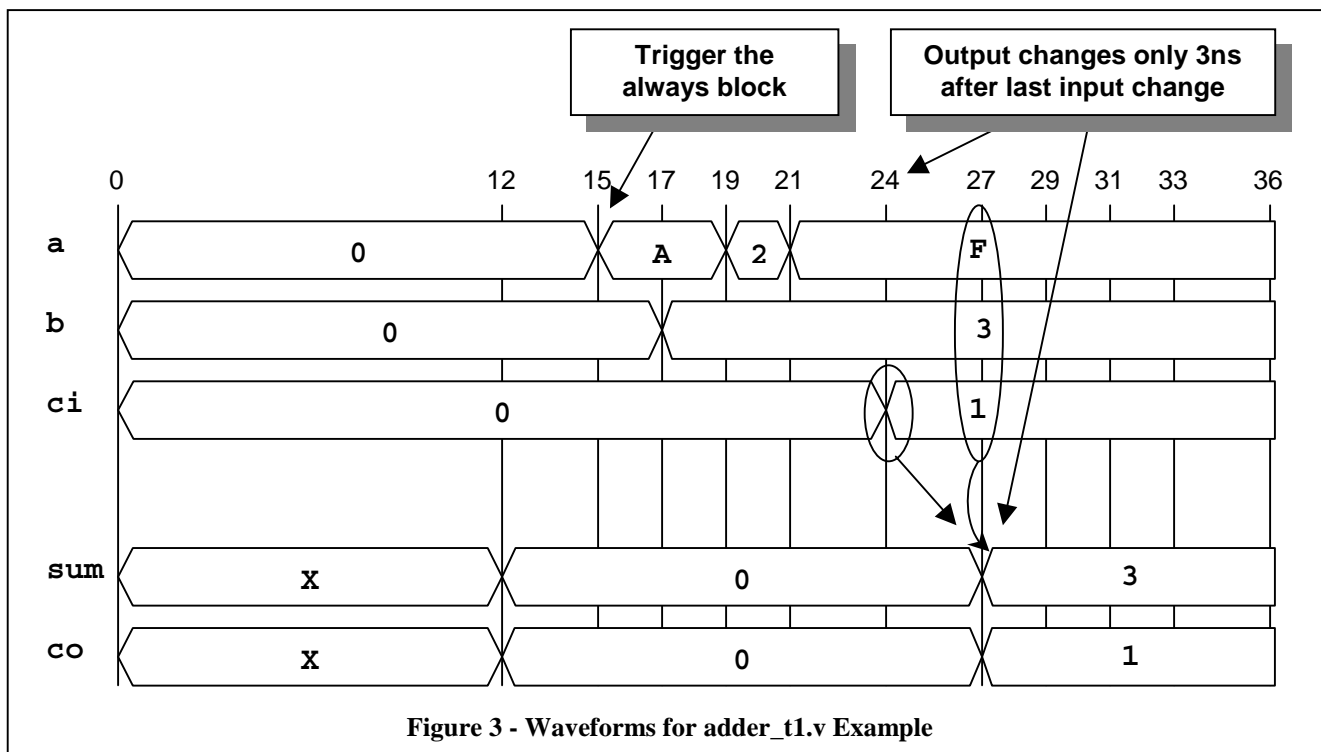 Trigger the
always block
Output changes only 3ns
after last input change
0 12 15 17 19 21 24 27 29 31 33 36
a 0 A 2 F
b 0 3
ci 0 1
sum X 0 3
co X 0 1
Figure 3 - Waveforms for adder_t1.v Example